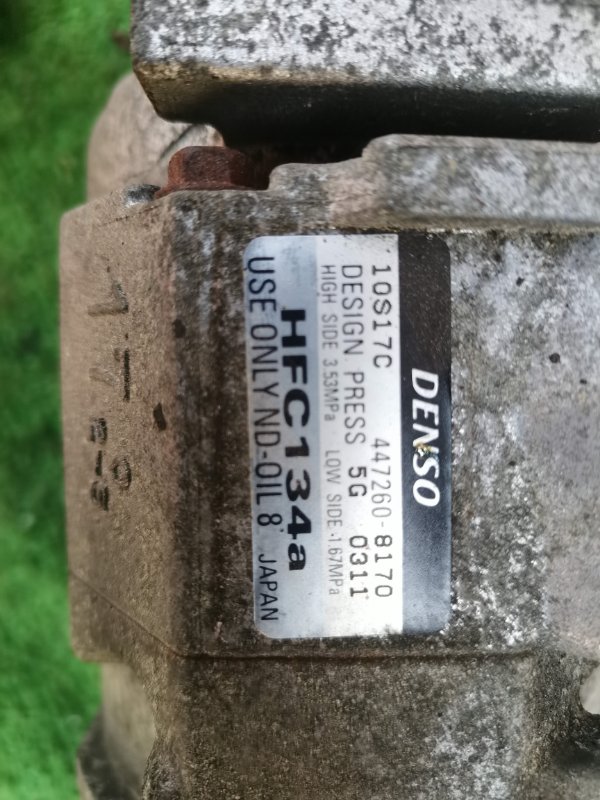 DENSO
10S17C 447260-8170
DESIGN PRESS 5G 0311
HIGH SIDE 3.53MPa LOW SIDE 1.67MPa
HFC134a
USE ONLY ND-OIL 8 JAPAN